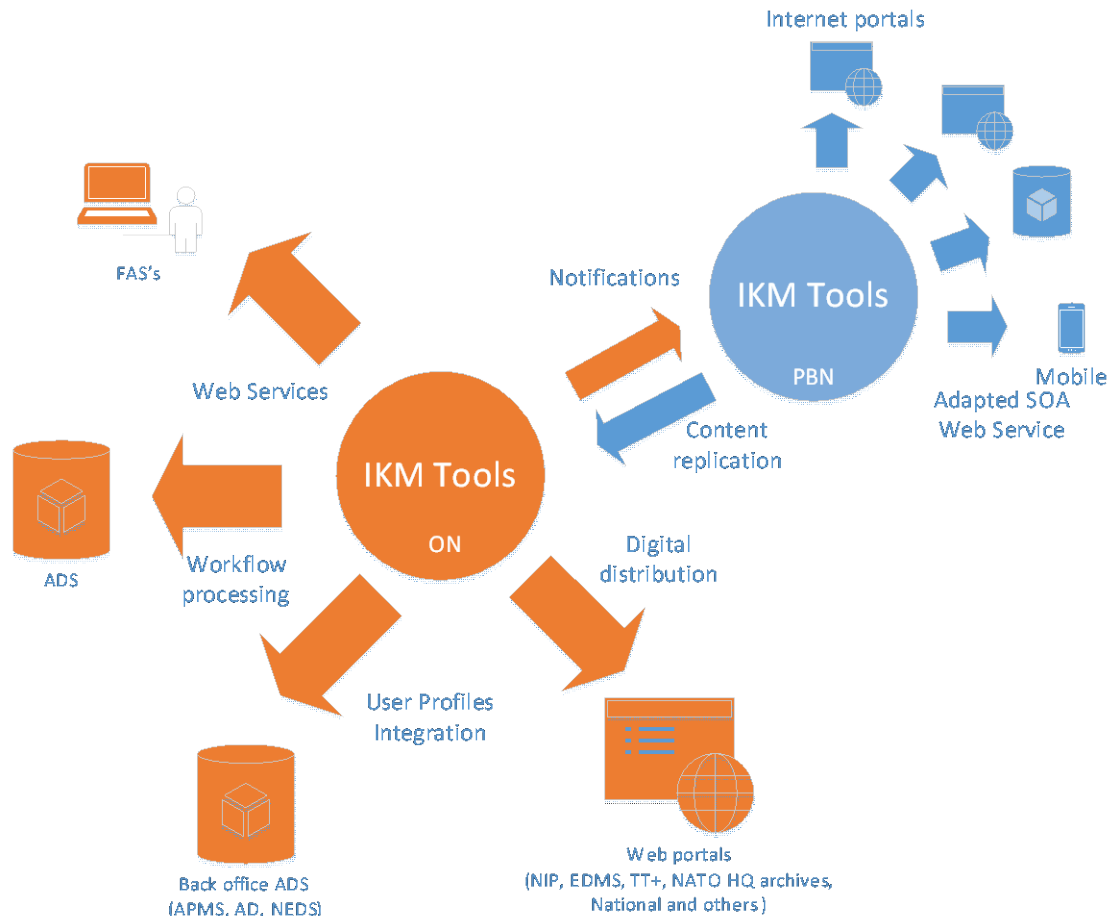 Internet portals
FAS's
Notifications
IKM Tools
PBN
Mobile
Adapted SOA
Web Service
Web Services
Content
replication
IKM Tools
ON
ADS
Workflow
processing
Digital
distribution
User Profiles
Integration
Back office ADS
(APMS, AD, NEDS)
Web portals
(NIP, EDMS, TT+, NATO HQ archives,
National and others)